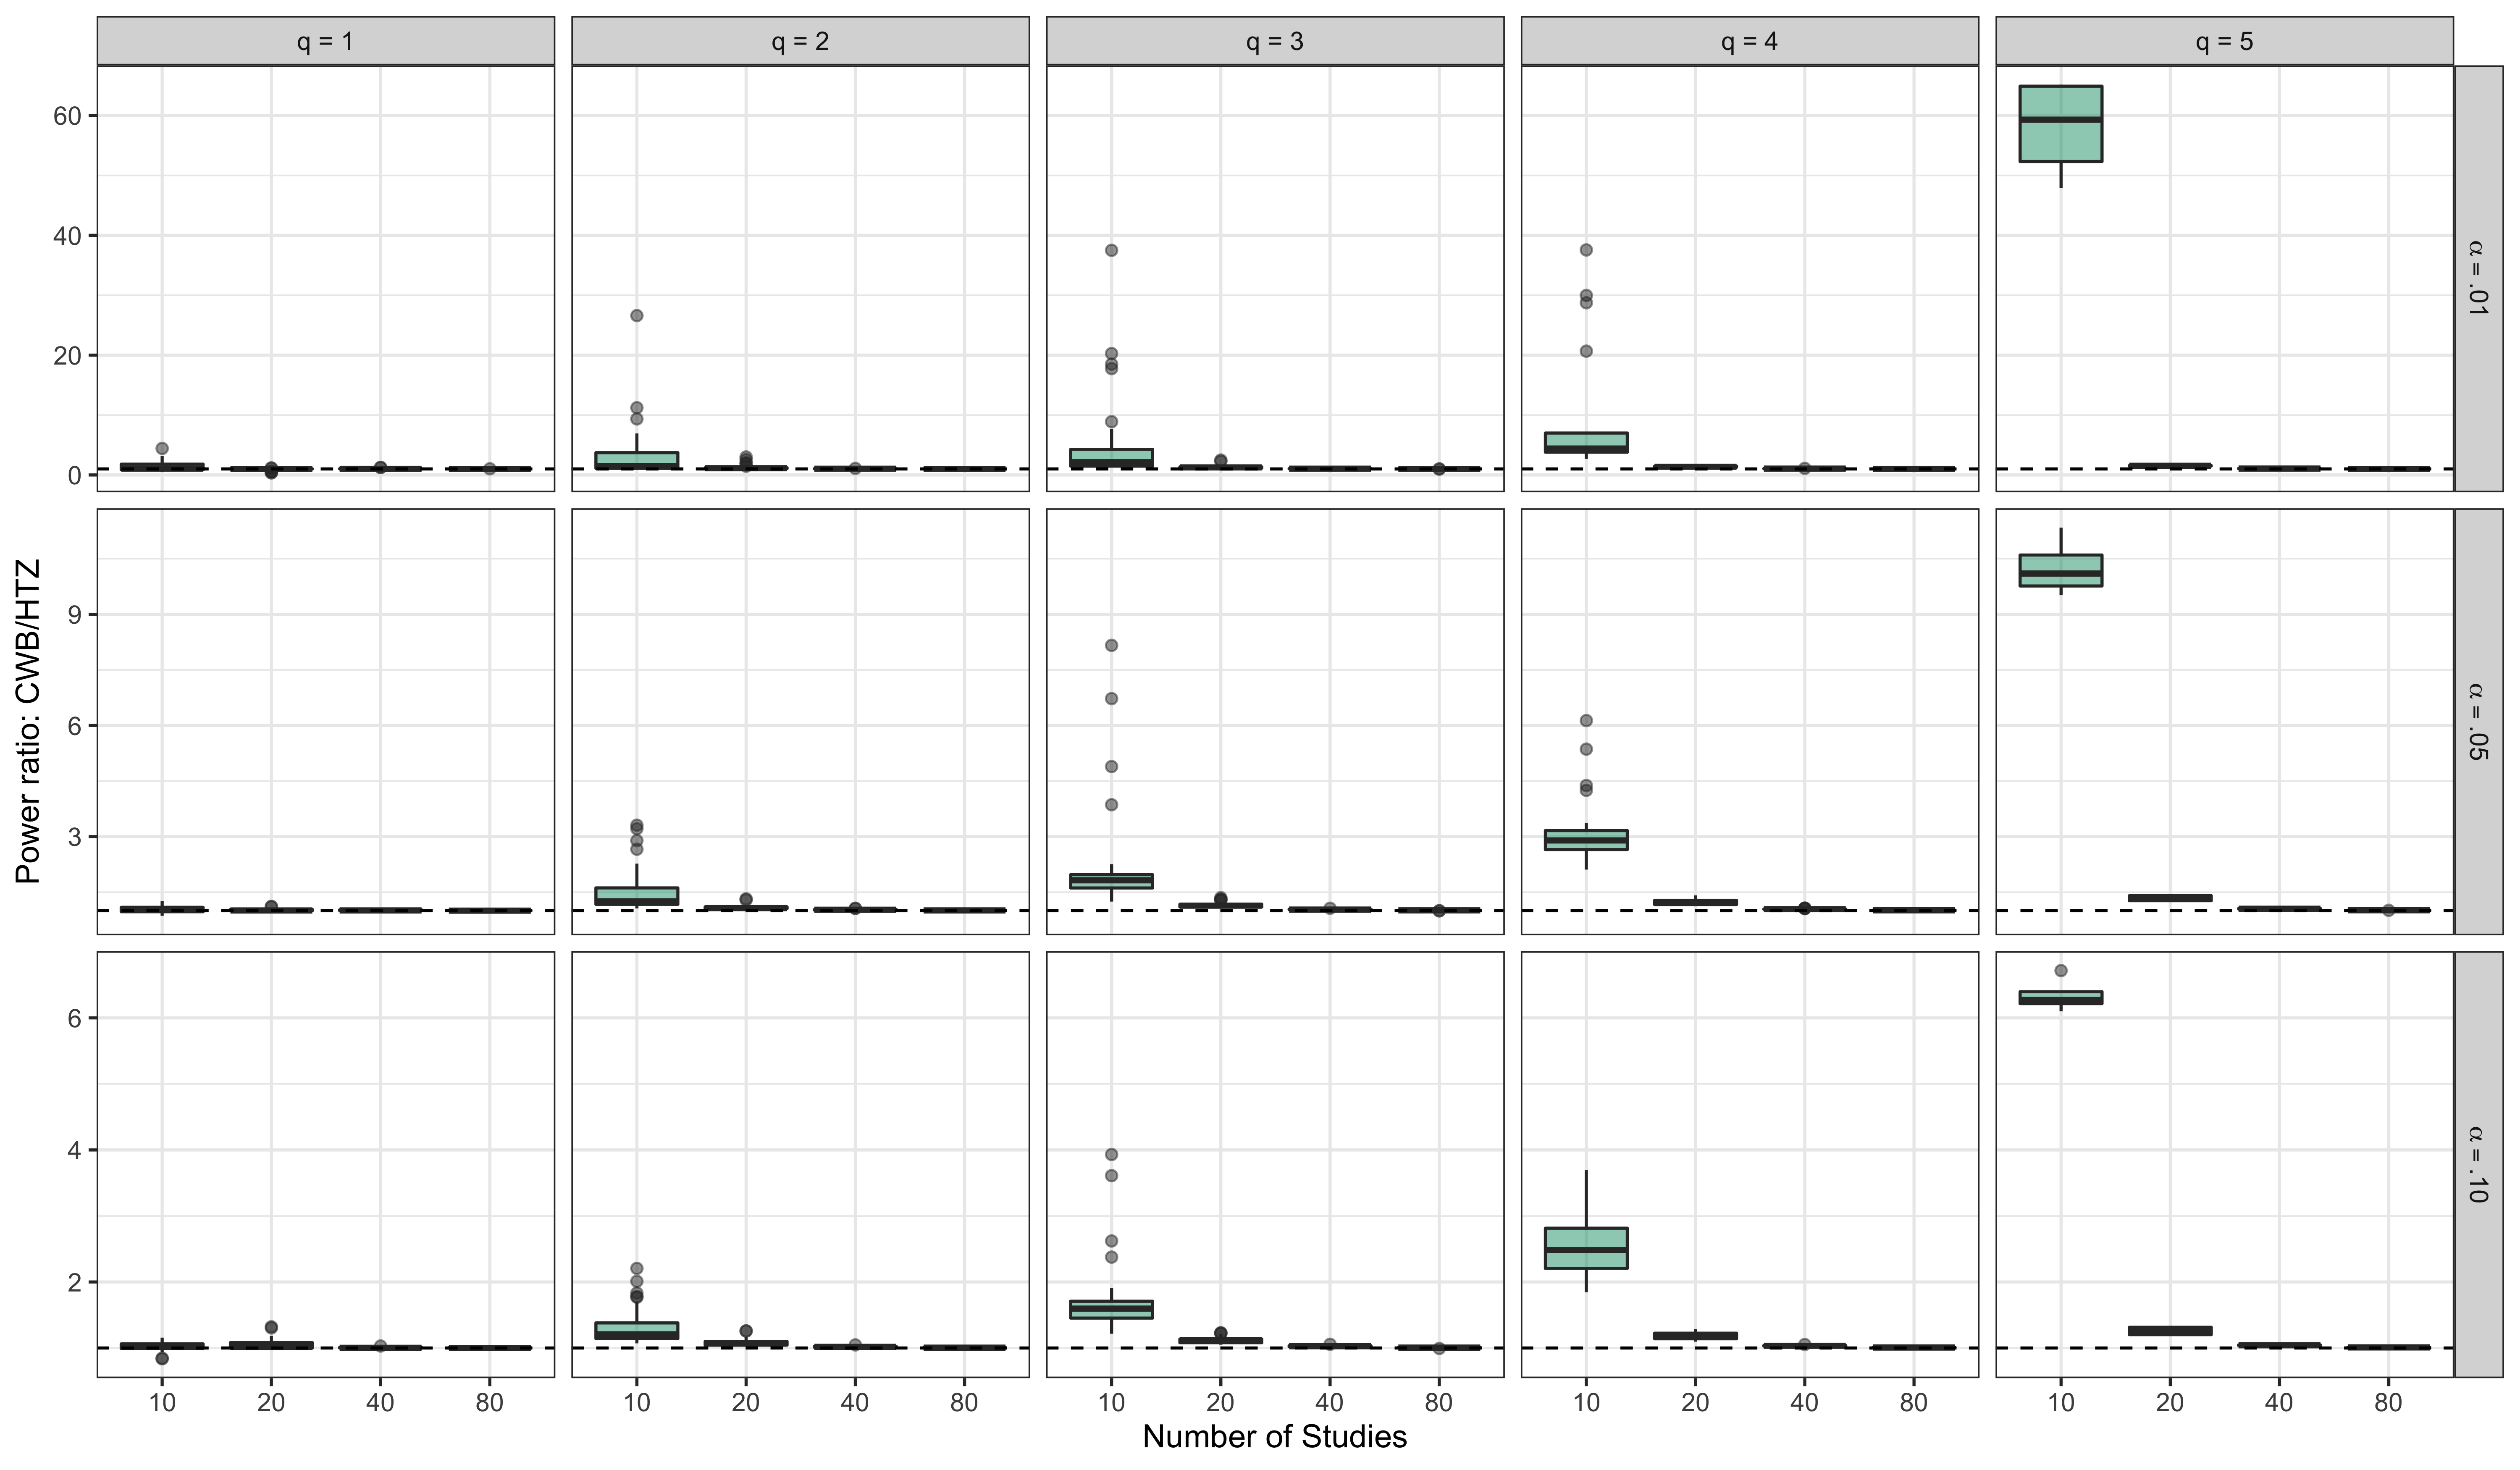 q = 1
q = 2
q = 3
q = 4
q = 5
60
40
20
0
α = .01
9
6
3
α = .05
6
4
2
α = .10
Power ratio: CWB/HTZ
10 20 40 80
10 20 40 80
10 20 40 80
10 20 40 80
10 20 40 80
Number of Studies